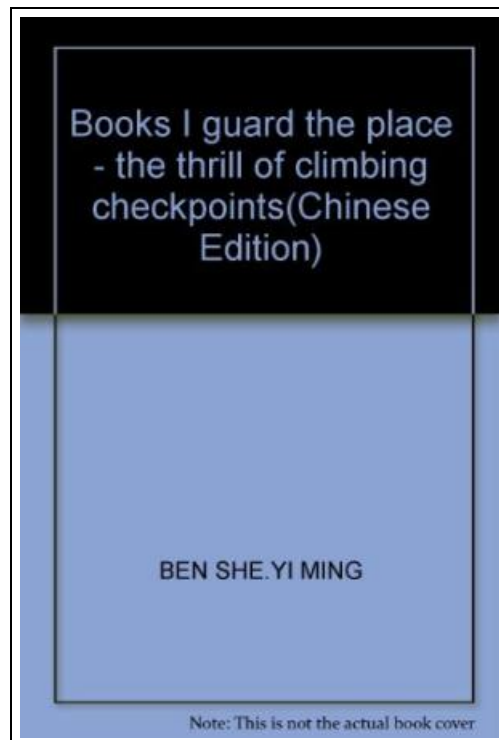 Books I guard the place
- the thrill of climbing
checkpoints(Chinese
Edition)
BEN SHE.YI MING
Note: This is not the actual book cover